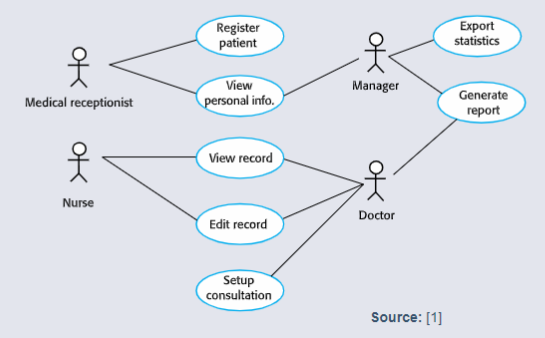 Register
patient
Export
statistics
Medical receptionist
View
personal info.
Manager
Generate
report
View record
Nurse
Doctor
Edit record
Setup
consultation
Source: [1]